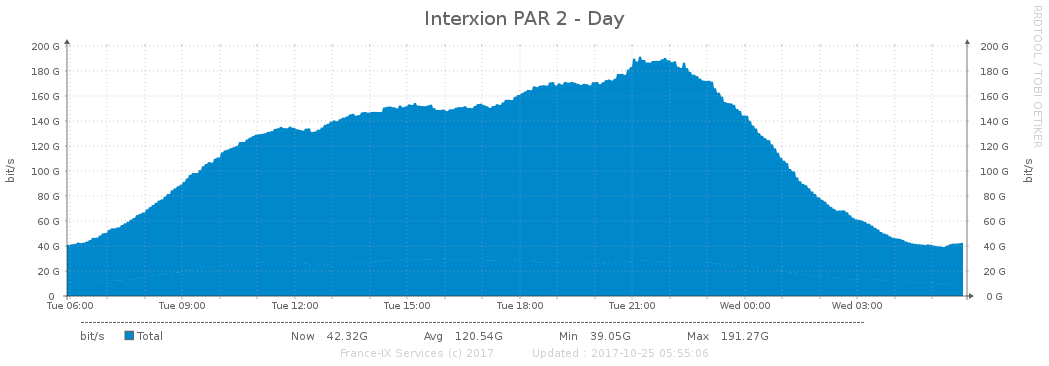 Interxion PAR 2 - Day
RRDTOOL / TOBI OETIKER
bit/s
200 G
180 G
160 G
140 G
120 G
100 G
80 G
60 G
40 G
20 G
0
200 G
180 G
160 G
140 G
120 G
100 G
80 G
60 G
40 G
20 G
0 G
bit/s
Tue 06:00 Tue 09:00 Tue 12:00 Tue 15:00 Tue 18:00 Tue 21:00 Wed 00:00 Wed 03:00
bit/s Total Now 42.32G Avg 120.54G Min 39.05G Max 191.27G
France-IX Services (c) 2017 Updated : 2017-10-25 05:55:06